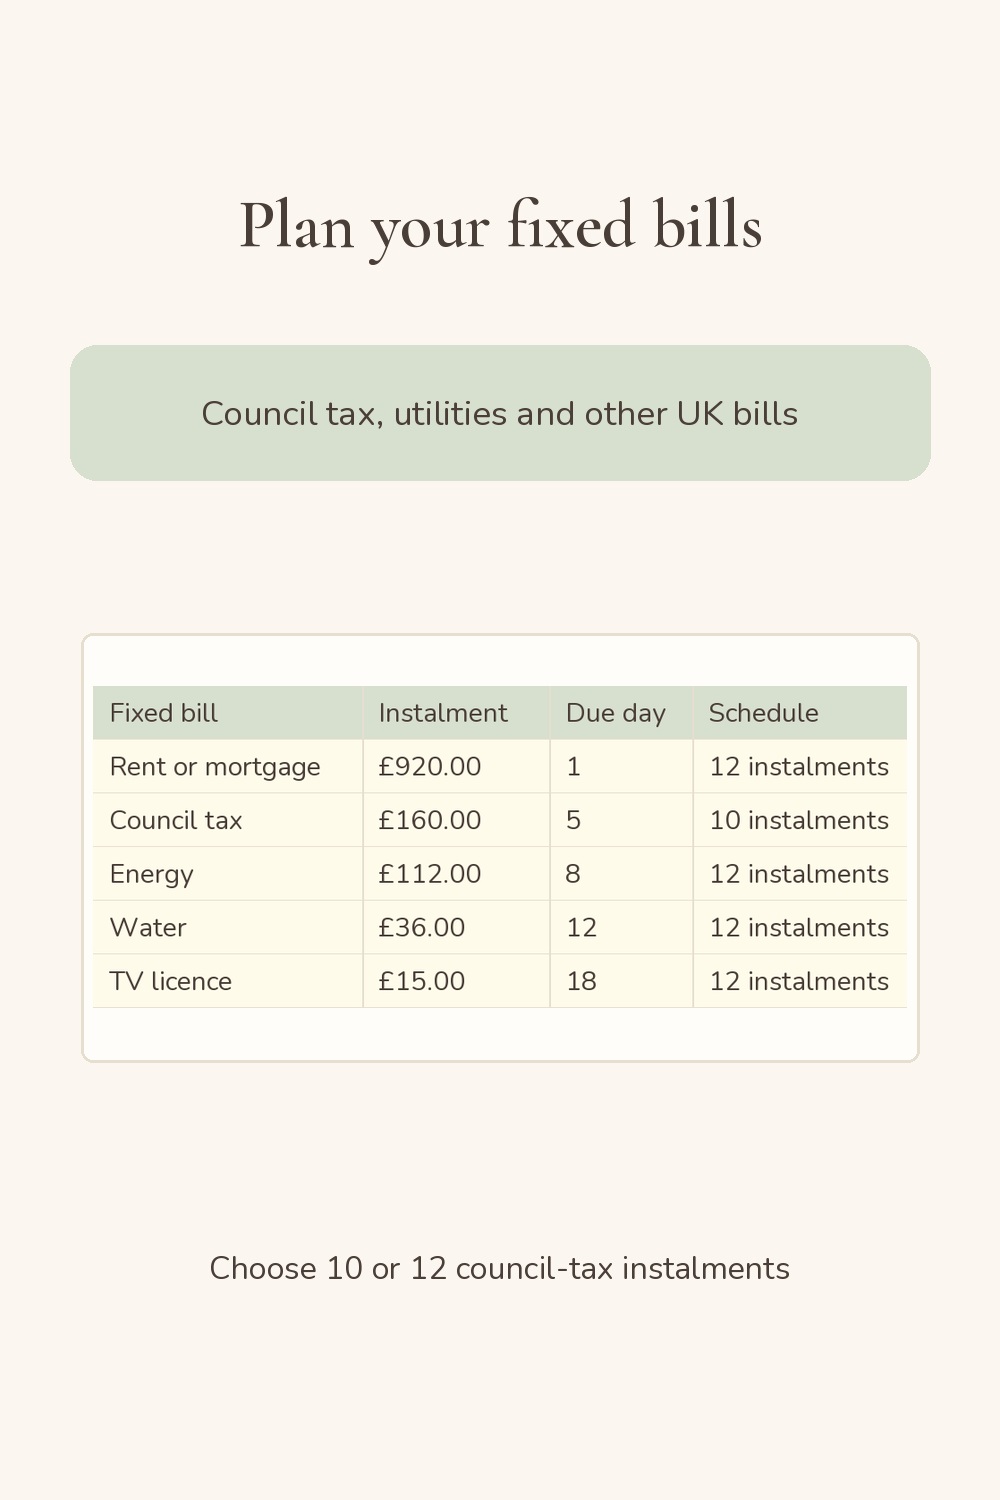 Plan your fixed bills
Council tax, utilities and other UK bills
Fixed bill Instalment Due day Schedule
Rent or mortgage £920.00 1 12 instalments
Council tax £160.00 5 10 instalments
Energy £112.00 8 12 instalments
Water £36.00 12 12 instalments
TV licence £15.00 18 12 instalments
Choose 10 or 12 council-tax instalments